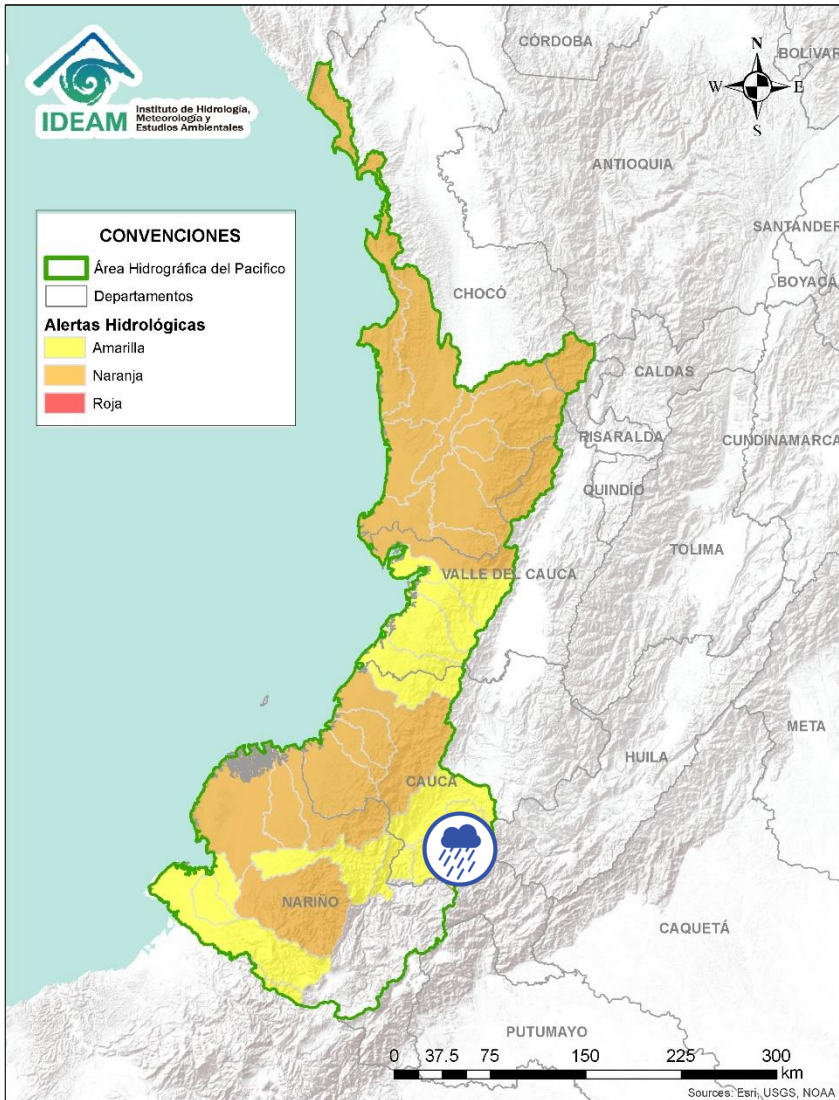 IDEAM
Instituto de Hidrología,
Meteorología y
Estudios Ambientales
CÓRDOBA
BOLÍVAR
N
W
E
S
ANTIOQUIA
SANTANDER
BOYACÁ
CONVENCIONES
Área Hidrográfica del Pacifico
Departamentos
Alertas Hidrológicas
Amarilla
Naranja
Roja
CHOCÓ
CALDAS
RISARALDA
CUNDINAMARCA
QUINDÍO
TOLIMA
VALLE DEL CAUCA
META
HUILA
CAUCA
NARIÑO
CAQUETÁ
PUTUMAYO
0 37.5 75 150 225 300
km
Sources: Esri, USGS, NOAA